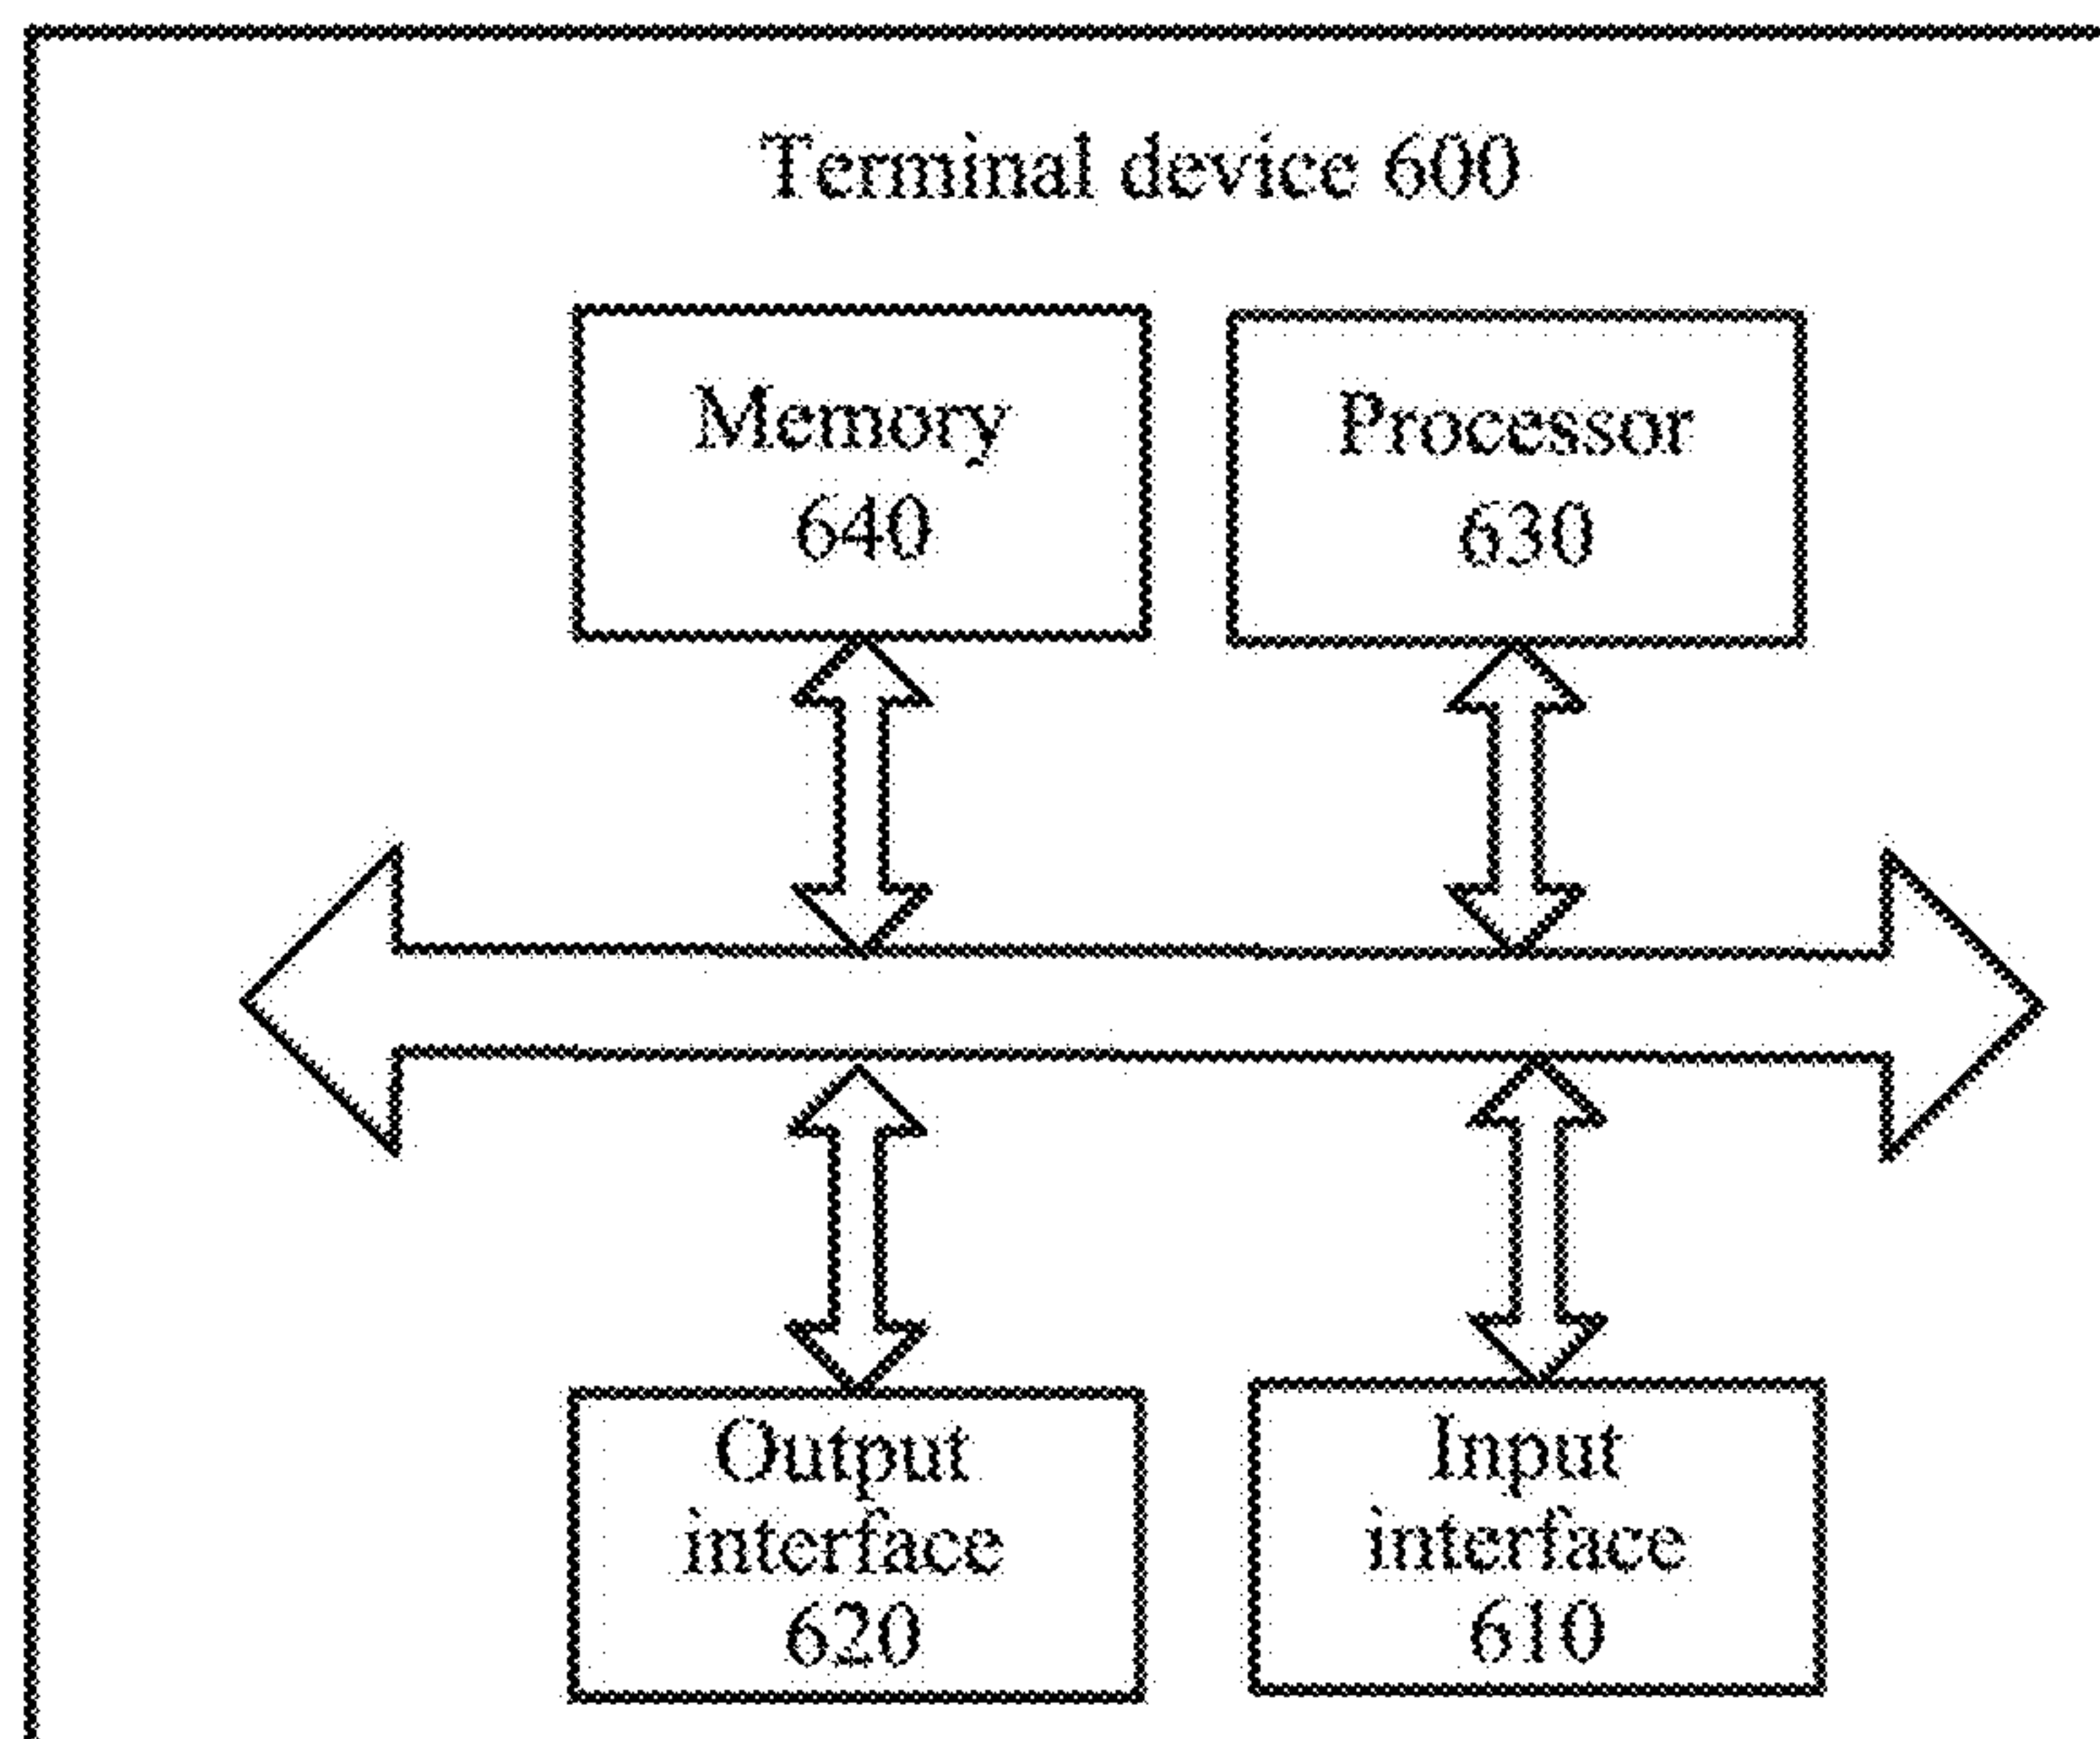 Terminal device 600
Memory
640
Processor
630
Output
interface
620
Input
interface
610